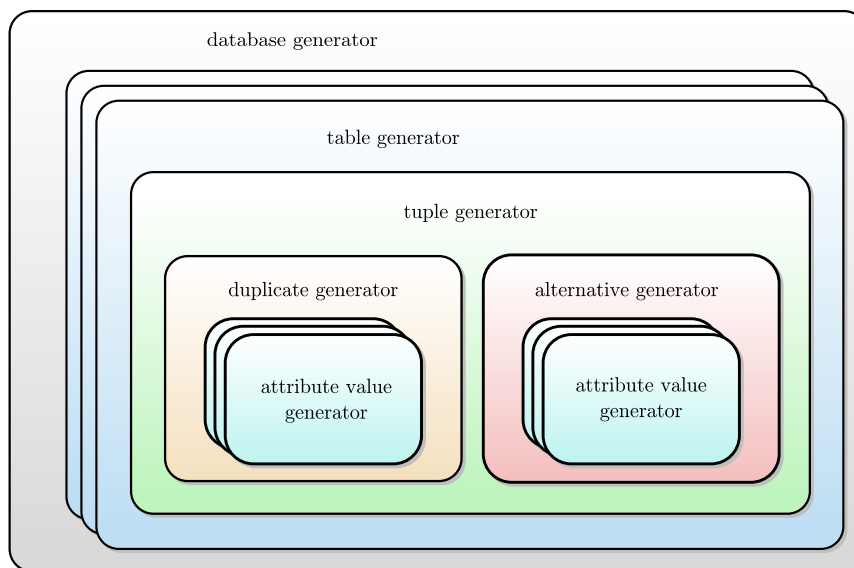 database generator
table generator
tuple generator
duplicate generator
alternative generator
attribute value
generator
attribute value
generator